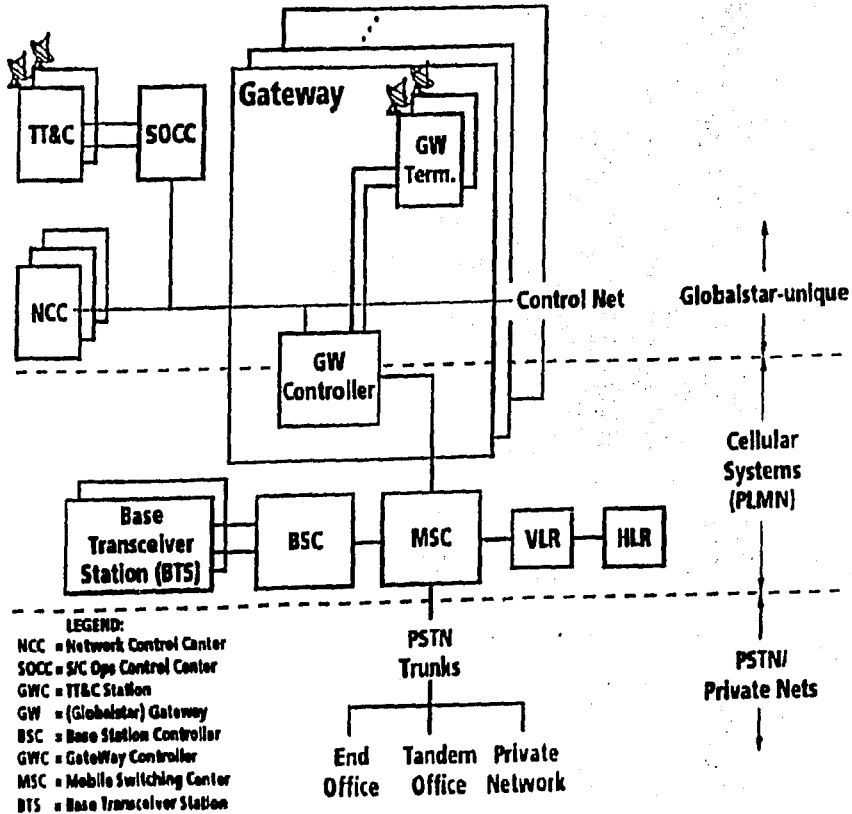 Gateway
TT&C
SOCC
GW
Term.
NCC
Control Net
Globalstar-unique
GW
Controller
Cellular
Systems
(PLMN)
Base
Transceiver
Station (BTS)
BSC
MSC
VLR
HLR
LEGEND:
NCC = Network Control Center
SOCC = S/C Ops Control Center
GWC = TT&C Station
GW = (Globalstar) Gateway
BSC = Base Station Controller
GWC = GateWay Controller
MSC = Mobile Switching Center
BTS = Base Transceiver Station
PSTN
Trunks
PSTN/
Private Nets
End
Office
Tandem
Office
Private
Network